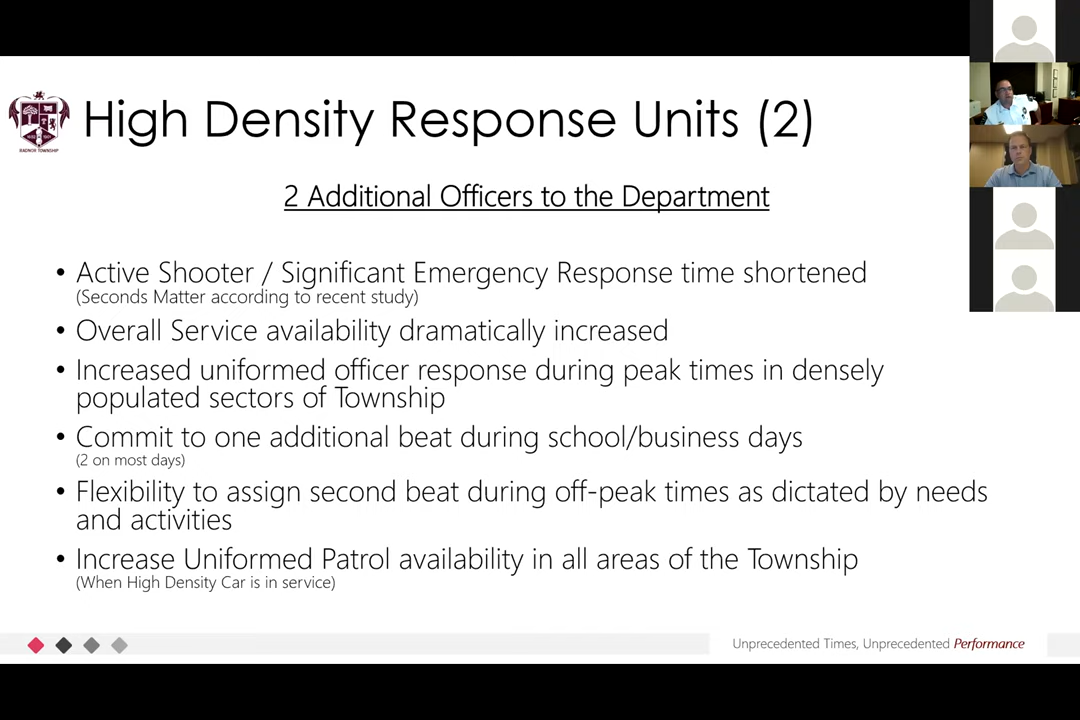 High Density Response Units (2)
2 Additional Officers to the Department
• Active Shooter / Significant Emergency Response time shortened
(Seconds Matter according to recent study)
• Overall Service availability dramatically increased
• Increased uniformed officer response during peak times in densely
populated sectors of Township
• Commit to one additional beat during school/business days
(2 on most days)
• Flexibility to assign second beat during off-peak times as dictated by needs
and activities
• Increase Uniformed Patrol availability in all areas of the Township
(When High Density Car is in service)
RADNOR TOWNSHIP
Unprecedented Times, Unprecedented Performance